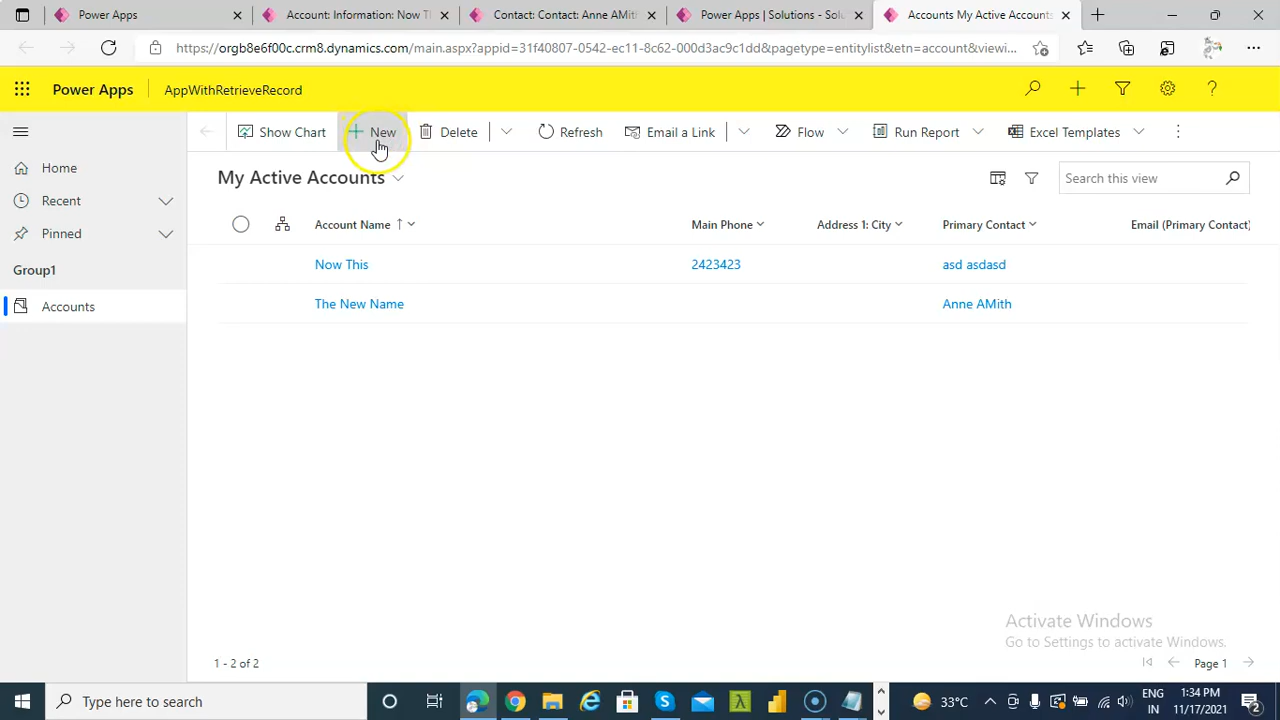 Power Apps
Account: Information: Now T
Contact: Contact: Anne AMith
Power Apps | Solutions - Solu
Accounts My Active Accounts
https://orgb8e6f00c.crm8.dynamics.com/main.aspx?appid=31f40807-0542-ec11-8c62-000d3ac9c1dd&pagetype=entitylist&etn=account&viewi...
Power Apps AppWithRetrieveRecord
Show Chart New Delete Refresh Email a Link Flow Run Report Excel Templates
Home
Recent
Pinned
Group1
Accounts
My Active Accounts
Search this view
Account Name Main Phone Address 1: City Primary Contact Email (Primary Contact)
Now This 2423423 asd asdasd
The New Name Anne AMith
Activate Windows
Go to Settings to activate Windows.
1 - 2 of 2
Page 1
Type here to search
33°C
ENG
IN
1:34 PM
11/17/2021
2